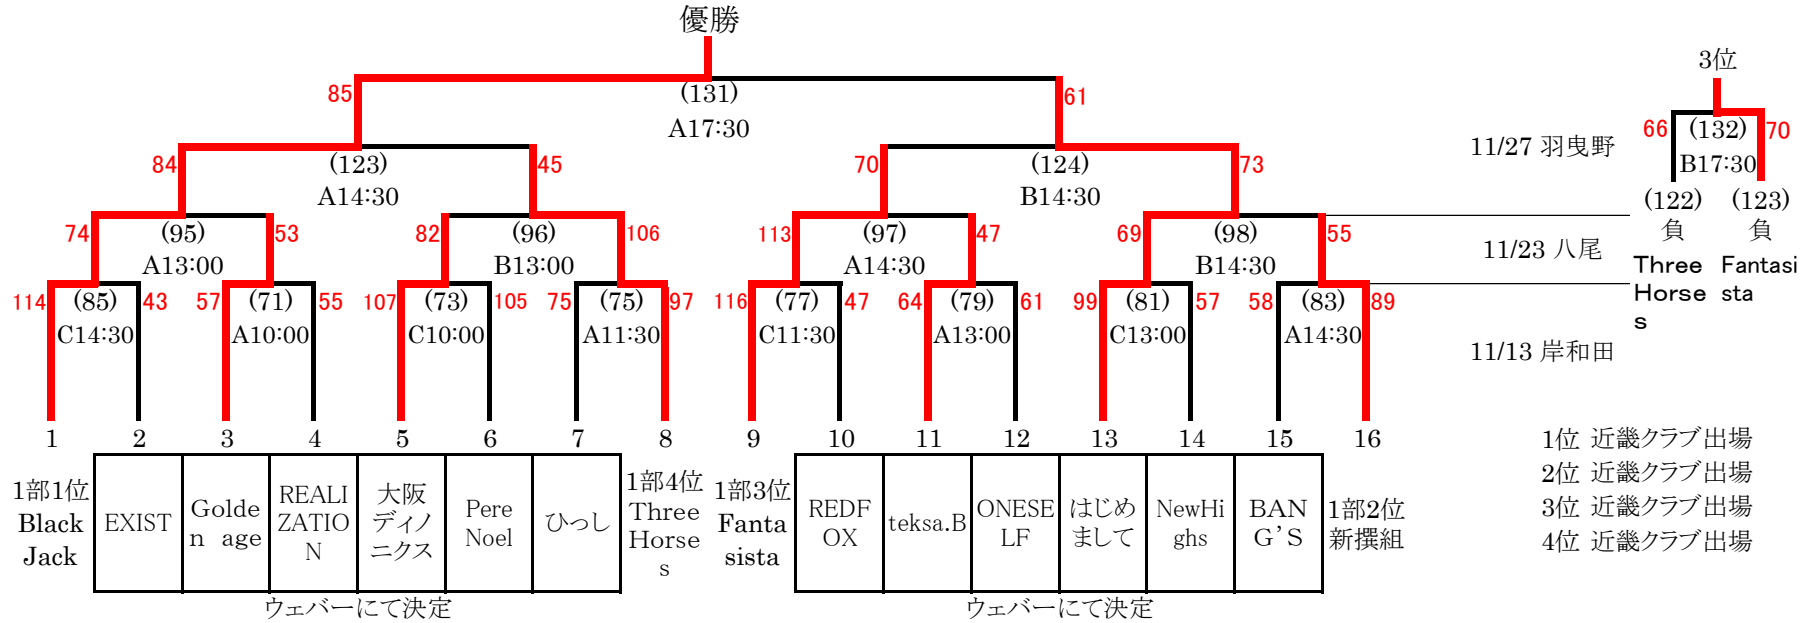 優勝
3位
85
(131)
61
A17:30
66
(132)
70
B17:30
84
(123)
45
A14:30
70
(124)
73
B14:30
11/27 羽曳野
(122)
(123)
負
負
Three
Horse
s
Fantasi
sta
74
(95)
53
A13:00
82
(96)
106
B13:00
113
(97)
47
A14:30
69
(98)
55
B14:30
11/23 八尾
114
(85)
43
C14:30
57
(71)
55
A10:00
107
(73)
105
C10:00
75
(75)
97
A11:30
116
(77)
47
C11:30
64
(79)
61
A13:00
99
(81)
57
C13:00
58
(83)
89
A14:30
11/13 岸和田
1
2
3
4
5
6
7
8
9
10
11
12
13
14
15
16
1部1位
Black
Jack
EXIST
Golde
n age
REALI
ZATIO
N
大阪
ディノ
ニクス
Pere
Noel
ひっし
1部4位
Three
Horse
s
1部3位
Fanta
sista
REDF
OX
teksa.B
ONESE
LF
はじめ
まして
NewHi
ghs
BAN
G'S
1部2位
新撰組
ウェバーにて決定
ウェバーにて決定
1位 近畿クラブ出場
2位 近畿クラブ出場
3位 近畿クラブ出場
4位 近畿クラブ出場